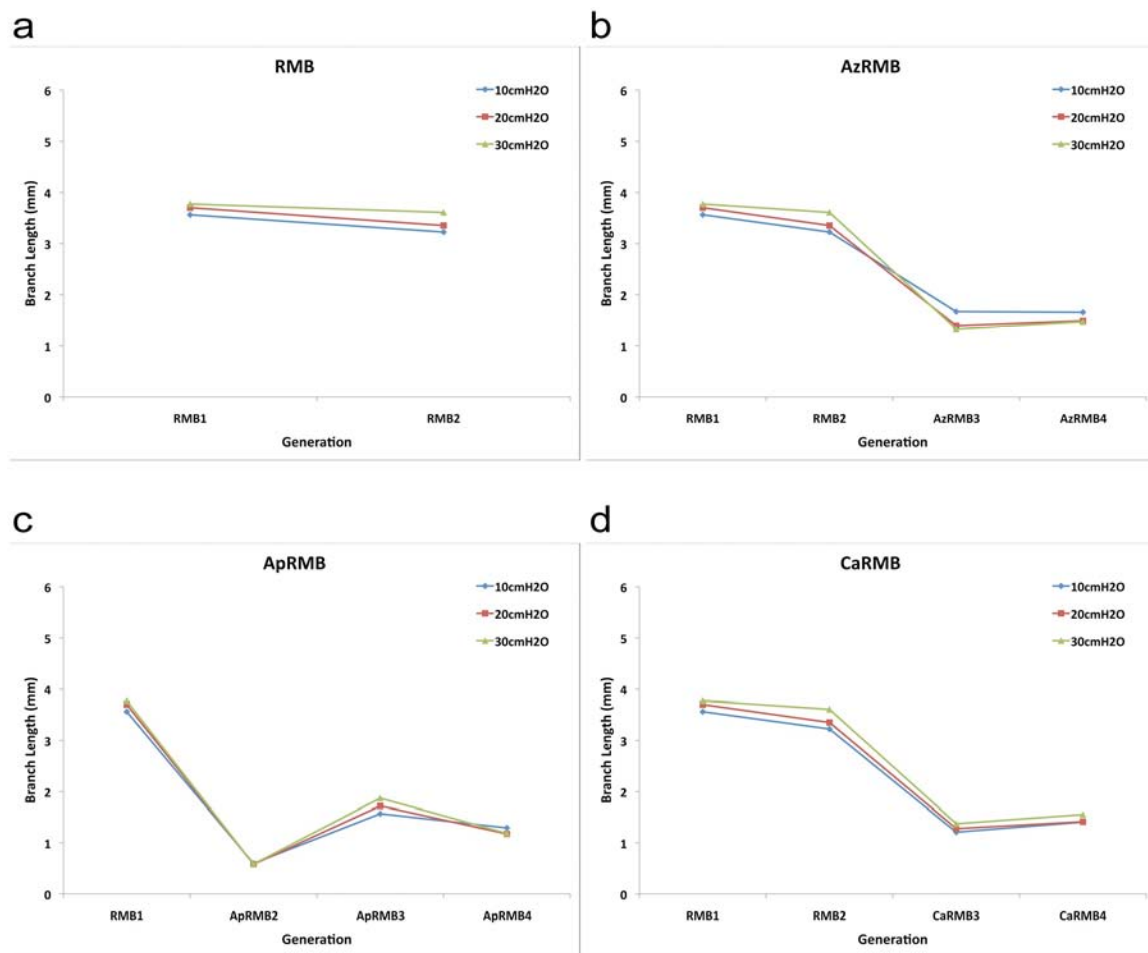 a
RMB
6
5
4
3
2
1
0
Branch Length (mm)
10cmH2O
20cmH2O
30cmH2O
RMB1 RMB2
Generation
b
AzRMB
6
5
4
3
2
1
0
Branch Length (mm)
10cmH2O
20cmH2O
30cmH2O
RMB1 RMB2 AzRMB3 AzRMB4
Generation
c
ApRMB
6
5
4
3
2
1
0
Branch Length (mm)
10cmH2O
20cmH2O
30cmH2O
RMB1 ApRMB2 ApRMB3 ApRMB4
Generation
d
CaRMB
6
5
4
3
2
1
0
Branch Length (mm)
10cmH2O
20cmH2O
30cmH2O
RMB1 RMB2 CaRMB3 CaRMB4
Generation